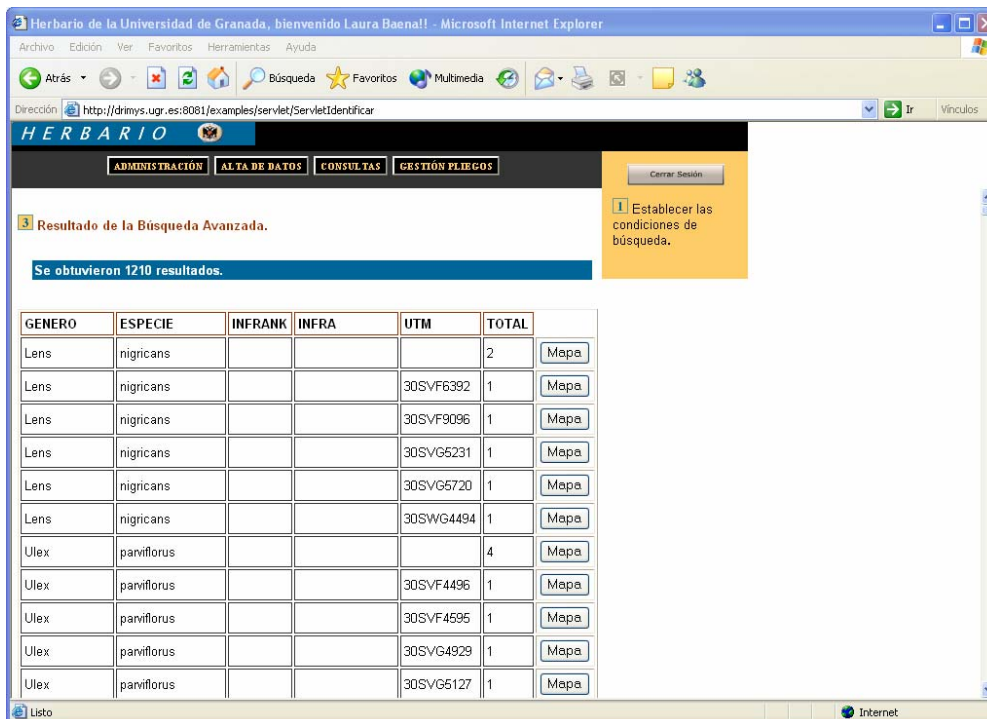 Herbario de la Universidad de Granada, bienvenido Laura Baena!! - Microsoft Internet Explorer
Archivo Edición Ver Favoritos Herramientas Ayuda
Atrás Búsqueda Favoritos Multimedia
Dirección http://drimys.ugr.es:8081/examples/servlet/ServletIdentificar Ir Vínculos
HERBARIO
ADMINISTRACIÓN ALTA DE DATOS CONSULTAS GESTIÓN PLIEGOS
Cerrar Sesión
1 Establecer las
condiciones de
búsqueda.
3 Resultado de la Búsqueda Avanzada.
Se obtuvieron 1210 resultados.
GENERO ESPECIE INFRANK INFRA UTM TOTAL
Lens nigricans 2 Mapa
Lens nigricans 30SVF6392 1 Mapa
Lens nigricans 30SVF9096 1 Mapa
Lens nigricans 30SVG5231 1 Mapa
Lens nigricans 30SVG5720 1 Mapa
Lens nigricans 30SWG4494 1 Mapa
Ulex parviflorus 4 Mapa
Ulex parviflorus 30SVF4496 1 Mapa
Ulex parviflorus 30SVF4595 1 Mapa
Ulex parviflorus 30SVG4929 1 Mapa
Ulex parviflorus 30SVG5127 1 Mapa
Listo Internet